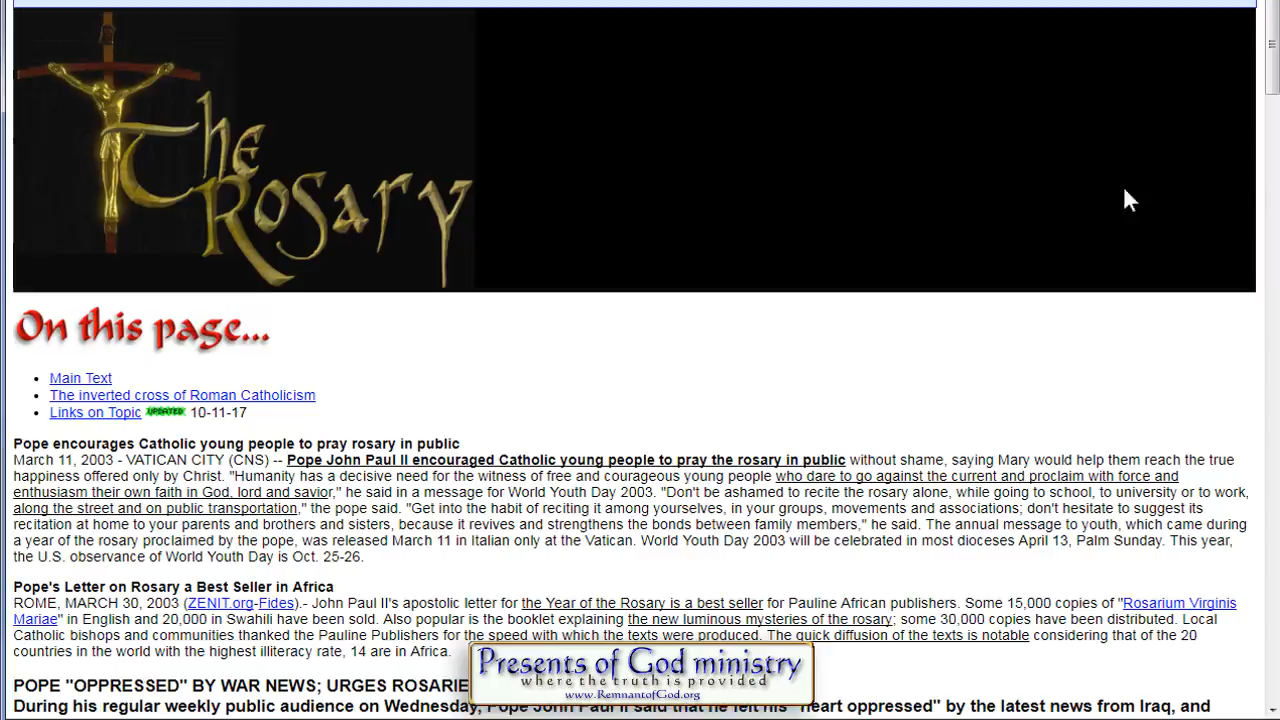 The
Rosary
On this page...
• Main Text
• The inverted cross of Roman Catholicism
• Links on Topic UPDATED 10-11-17
Pope encourages Catholic young people to pray rosary in public
March 11, 2003 - VATICAN CITY (CNS) -- Pope John Paul II encouraged Catholic young people to pray the rosary in public without shame, saying Mary would help them reach the true
happiness offered only by Christ. "Humanity has a decisive need for the witness of free and courageous young people who dare to go against the current and proclaim with force and
enthusiasm their own faith in God, lord and savior," he said in a message for World Youth Day 2003. "Don't be ashamed to recite the rosary alone, while going to school, to university or to work,
along the street and on public transportation," the pope said. "Get into the habit of reciting it among yourselves, in your groups, movements and associations; don't hesitate to suggest its
recitation at home to your parents and brothers and sisters, because it revives and strengthens the bonds between family members," he said. The annual message to youth, which came during
a year of the rosary proclaimed by the pope, was released March 11 in Italian only at the Vatican. World Youth Day 2003 will be celebrated in most dioceses April 13, Palm Sunday. This year,
the U.S. observance of World Youth Day is Oct. 25-26.
Pope's Letter on Rosary a Best Seller in Africa
ROME, MARCH 30, 2003 (ZENIT.org-Fides).- John Paul II's apostolic letter for the Year of the Rosary is a best seller for Pauline African publishers. Some 15,000 copies of "Rosarium Virginis
Mariae" in English and 20,000 in Swahili have been sold. Also popular is the booklet explaining the new luminous mysteries of the rosary; some 30,000 copies have been distributed. Local
Catholic bishops and communities thanked the Pauline Publishers for the speed with which the texts were produced. The quick diffusion of the texts is notable considering that of the 20
countries in the world with the highest illiteracy rate, 14 are in Africa.
POPE "OPPRESSED" BY WAR NEWS; URGES ROSARIE
During his regular weekly public audience on Wednesday, Pope John Paul II said that he felt his "heart oppressed" by the latest news from Iraq, and
Presents of God ministry
where the truth is provided
www.RemnantofGod.org